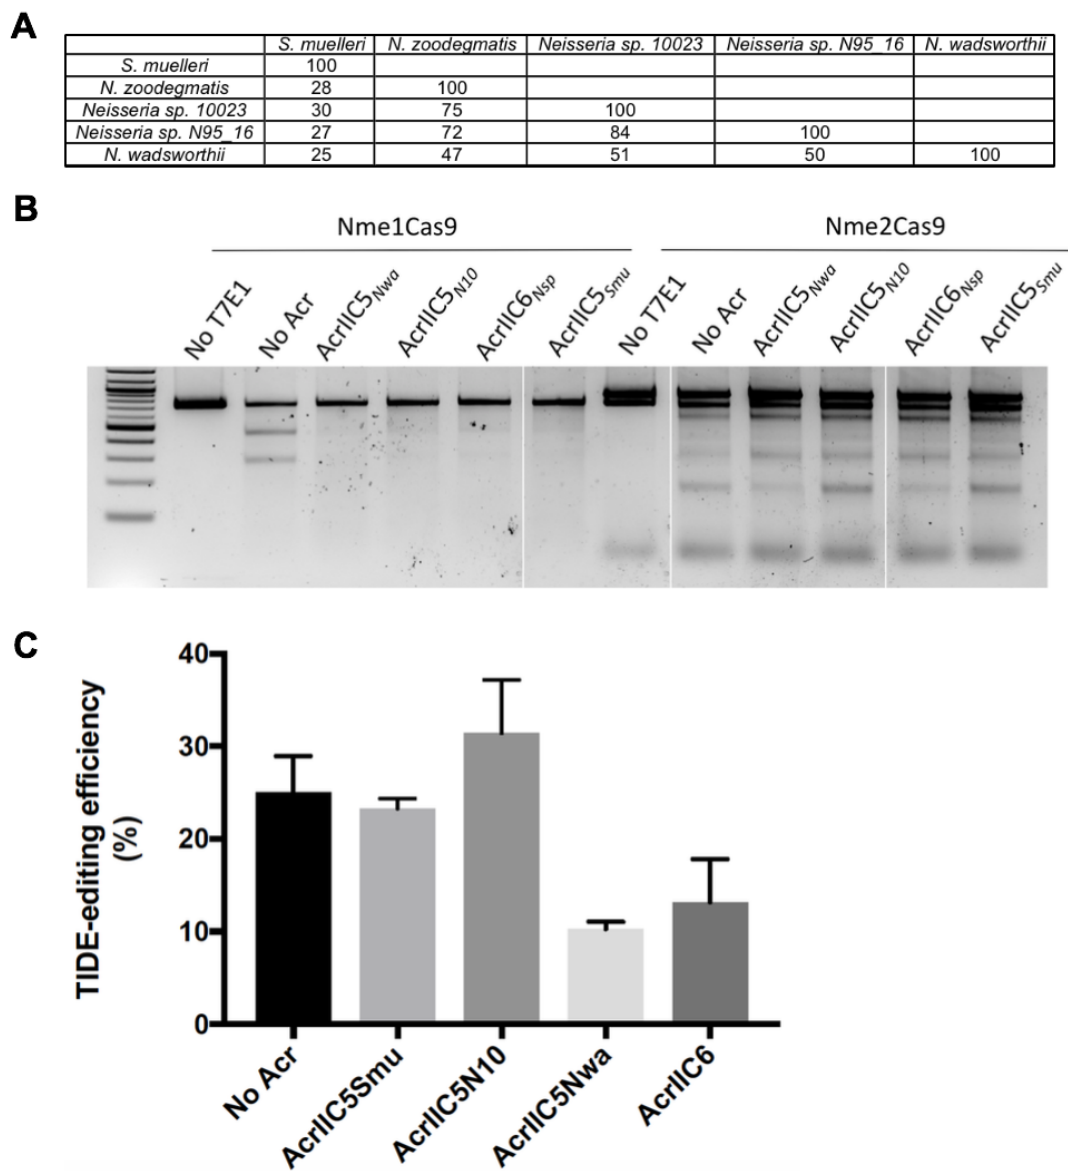 A
S. muelleri N. zoodegmatis Neisseria sp. 10023 Neisseria sp. N95_16 N. wadsworthii
S. muelleri 100
N. zoodegmatis 28 100
Neisseria sp. 10023 30 75 100
Neisseria sp. N95_16 27 72 84 100
N. wadsworthii 25 47 51 50 100
B
Nme1Cas9 Nme2Cas9
No T7E1 No Acr AcrIIC5Nwa AcrIIC5N10 AcrIIC6Nsp AcrIIC5Smu No T7E1 No Acr AcrIIC5Nwa AcrIIC5N10 AcrIIC6Nsp AcrIIC5Smu
C
TIDE-editing efficiency
(%)
40
30
20
10
0
No Acr AcrIIC5Smu AcrIIC5N10 AcrIIC5Nwa AcrIIC6